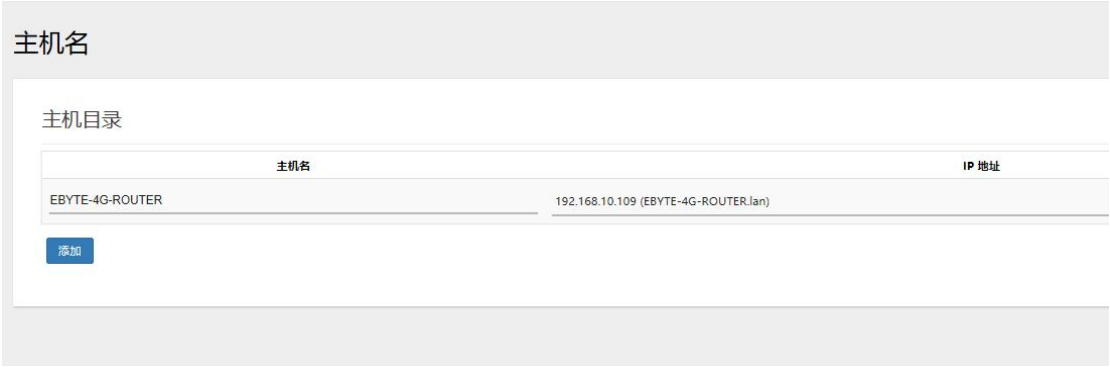 主机名
主机目录
主机名 IP 地址
EBYTE-4G-ROUTER 192.168.10.109 (EBYTE-4G-ROUTER.lan)
添加